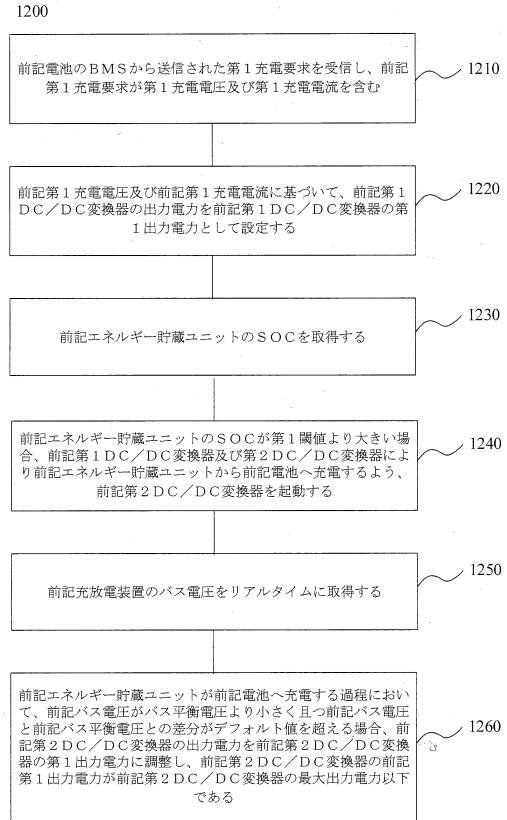 1200
前記電池のBMSから送信された第1充電要求を受信し、前記
第1充電要求が第1充電電圧及び第1充電電流を含む
1210
前記第1充電電圧及び前記第1充電電流に基づいて、前記第1
DC/DC変換器の出力電力を前記第1DC/DC変換器の第
1出力電力として設定する
1220
前記エネルギー貯蔵ユニットのSOCを取得する
1230
前記エネルギー貯蔵ユニットのSOCが第1閾値より大きい場
合、前記第1DC/DC変換器及び第2DC/DC変換器によ
り前記エネルギー貯蔵ユニットから前記電池へ充電するよう、
前記第2DC/DC変換器を起動する
1240
前記充放電装置のバス電圧をリアルタイムに取得する
1250
前記エネルギー貯蔵ユニットが前記電池へ充電する過程におい
て、前記バス電圧がバス平衡電圧より小さく且つ前記バス電圧
と前記バス平衡電圧との差分がデフォルト値を超える場合、前
記第2DC/DC変換器の出力電力を前記第2DC/DC変換
器の第1出力電力に調整し、前記第2DC/DC変換器の前記
第1出力電力が前記第2DC/DC変換器の最大出力電力以下
である
1260